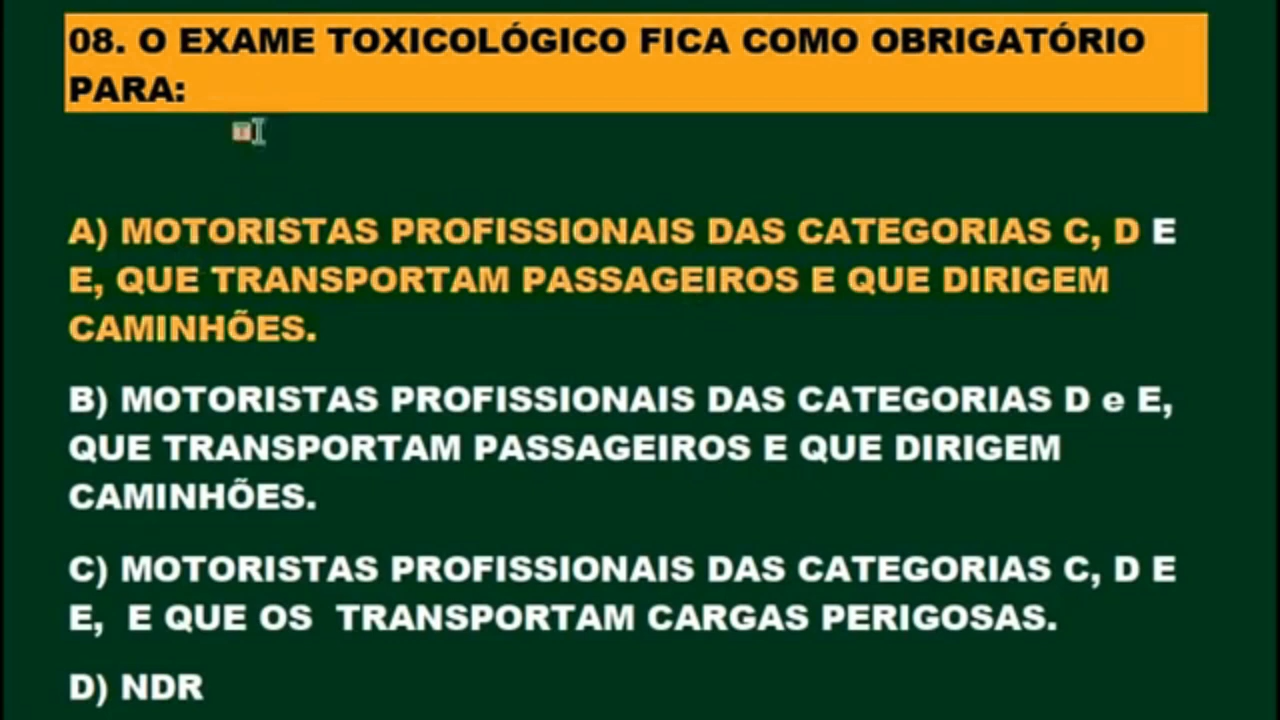 08. O EXAME TOXICOLÓGICO FICA COMO OBRIGATÓRIO
PARA:
A) MOTORISTAS PROFISSIONAIS DAS CATEGORIAS C, D E
E, QUE TRANSPORTAM PASSAGEIROS E QUE DIRIGEM
CAMINHÕES.
B) MOTORISTAS PROFISSIONAIS DAS CATEGORIAS D e E,
QUE TRANSPORTAM PASSAGEIROS E QUE DIRIGEM
CAMINHÕES.
C) MOTORISTAS PROFISSIONAIS DAS CATEGORIAS C, D E
E, E QUE OS TRANSPORTAM CARGAS PERIGOSAS.
D) NDR